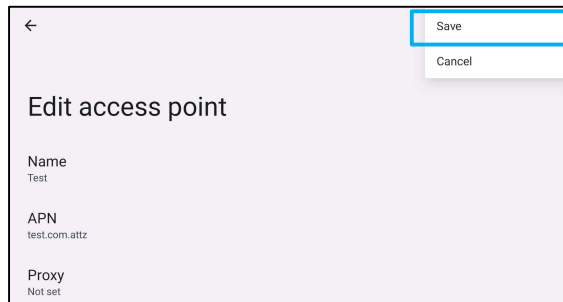 Save
Cancel
Edit access point
Name
Test
APN
test.com.attz
Proxy
Not set